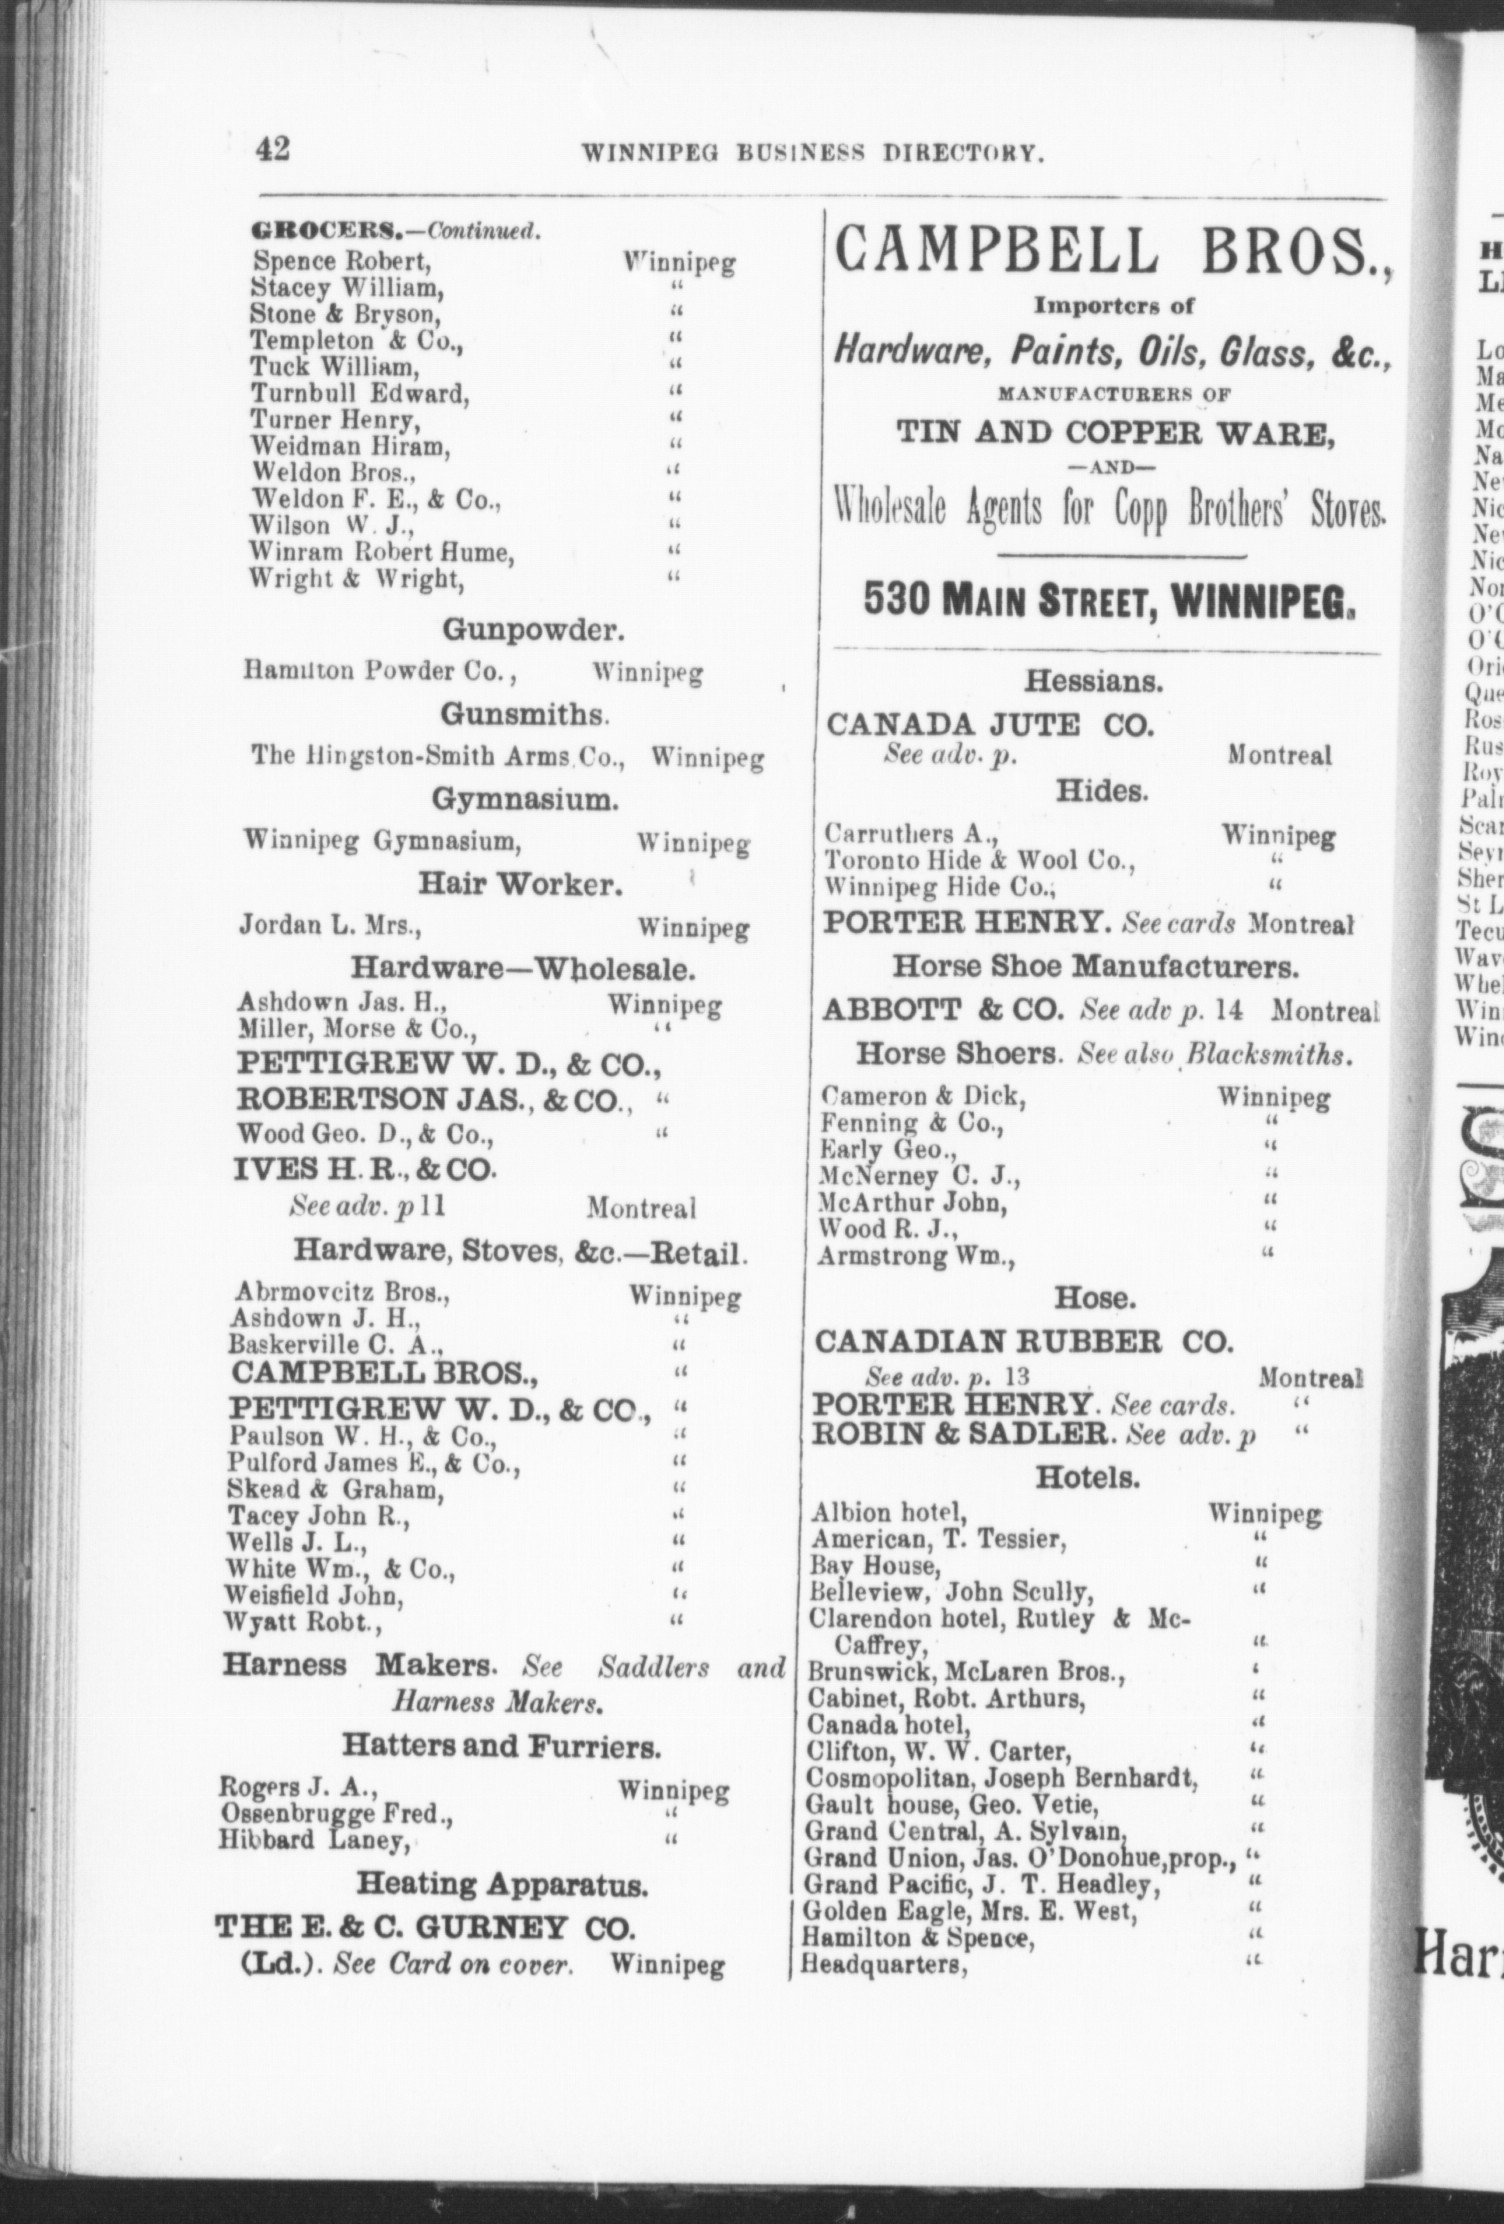 42
WINNIPEG BUSINESS DIRECTORY.
GROCERS.—Continued.
Spence Robert, Winnipeg
Stacey William, “
Stone & Bryson, “
Templeton & Co., “
Tuck William, “
Turnbull Edward, “
Turner Henry, “
Weidman Hiram, “
Weldon Bros., “
Weldon F. E., & Co., “
Wilson W. J., “
Winram Robert Hume, “
Wright & Wright, “
Gunpowder.
Hamilton Powder Co., Winnipeg
Gunsmiths.
The Hingston-Smith Arms Co., Winnipeg
Gymnasium.
Winnipeg Gymnasium, Winnipeg
Hair Worker.
Jordan L. Mrs., Winnipeg
Hardware—Wholesale.
Ashdown Jas. H., Winnipeg
Miller, Morse & Co., “
PETTIGREW W. D., & CO.,
ROBERTSON JAS., & CO., “
Wood Geo. D., & Co., “
IVES H. R., & CO.
See adv. p 11 Montreal
Hardware, Stoves, &c.—Retail.
Abrmovcitz Bros., Winnipeg
Ashdown J. H., “
Baskerville C. A., “
CAMPBELL BROS., “
PETTIGREW W. D., & CO., “
Paulson W. H., & Co., “
Pulford James E., & Co., “
Skead & Graham, “
Tacey John R., “
Wells J. L., “
White Wm., & Co., “
Weisfield John, “
Wyatt Robt., “
Harness Makers. See Saddlers and
Harness Makers.
Hatters and Furriers.
Rogers J. A., Winnipeg
Ossenbrugge Fred., “
Hibbard Laney, “
Heating Apparatus.
THE E. & C. GURNEY CO.
(Ld.). See Card on cover. Winnipeg
CAMPBELL BROS.,
Importers of
Hardware, Paints, Oils, Glass, &c.,
MANUFACTURERS OF
TIN AND COPPER WARE,
—AND—
Wholesale Agents for Copp Brothers' Stoves.
530 MAIN STREET, WINNIPEG.
Hessians.
CANADA JUTE CO.
See adv. p. Montreal
Hides.
Carruthers A., Winnipeg
Toronto Hide & Wool Co., “
Winnipeg Hide Co., “
PORTER HENRY. See cards Montreal
Horse Shoe Manufacturers.
ABBOTT & CO. See adv p. 14 Montreal
Horse Shoers. See also Blacksmiths.
Cameron & Dick, Winnipeg
Fenning & Co., “
Early Geo., “
McNerney C. J., “
McArthur John, “
Wood R. J., “
Armstrong Wm., “
Hose.
CANADIAN RUBBER CO.
See adv. p. 13 Montreal
PORTER HENRY. See cards. “
ROBIN & SADLER. See adv. p “
Hotels.
Albion hotel, Winnipeg
American, T. Tessier, “
Bay House, “
Belleview, John Scully, “
Clarendon hotel, Rutley & Mc-
Caffrey, “
Brunswick, McLaren Bros., ‘
Cabinet, Robt. Arthurs, “
Canada hotel, “
Clifton, W. W. Carter, “
Cosmopolitan, Joseph Bernhardt, “
Gault house, Geo. Vetie, “
Grand Central, A. Sylvain, “
Grand Union, Jas. O'Donohue, prop., “
Grand Pacific, J. T. Headley, “
Golden Eagle, Mrs. E. West, “
Hamilton & Spence, “
Headquarters, “